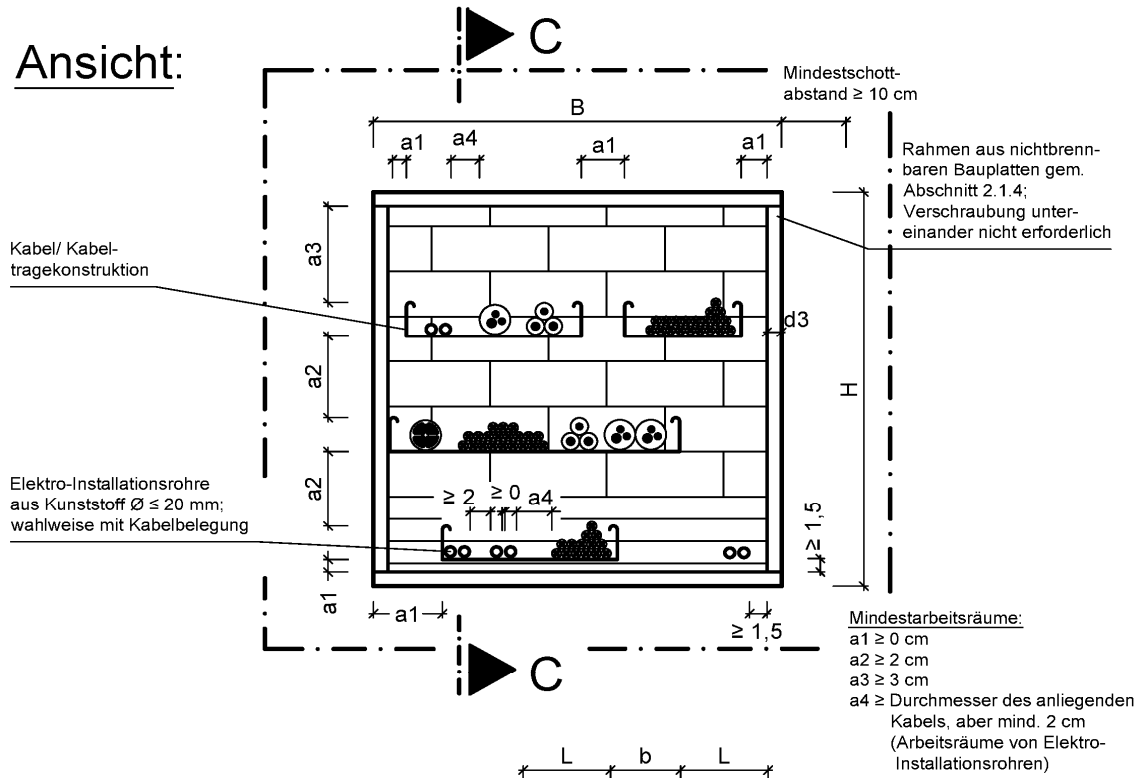 C
Ansicht:
Mindestschott-
abstand ≥ 10 cm
B
a1
a4
a1
a1
Rahmen aus nichtbrenn-
baren Bauplatten gem.
Abschnitt 2.1.4;
Verschraubung unter-
einander nicht erforderlich
Kabel/ Kabel-
tragekonstruktion
a3
d3
a2
H
Elektro-Installationsrohre
aus Kunststoff Ø ≤ 20 mm;
wahlweise mit Kabelbelegung
a2
≥ 2
≥ 0
a4
≥ 1,5
a1
a1
≥ 1,5
C
Mindestarbeitsräume:
a1 ≥ 0 cm
a2 ≥ 2 cm
a3 ≥ 3 cm
a4 ≥ Durchmesser des anliegenden
Kabels, aber mind. 2 cm
(Arbeitsräume von Elektro-
Installationsrohren)
L
b
L